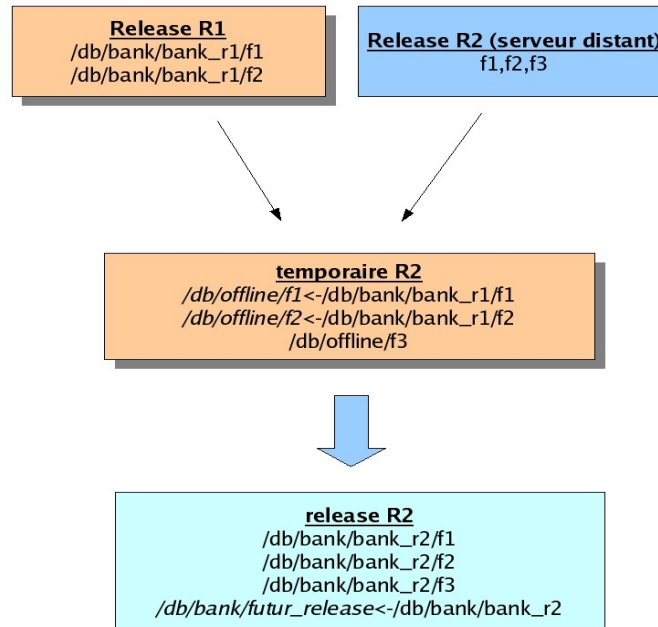 Release R1
/db/bank/bank_r1/f1
/db/bank/bank_r1/f2
Release R2 (serveur distant)
f1,f2,f3
temporaire R2
/db/offline/f1<-/db/bank/bank_r1/f1
/db/offline/f2<-/db/bank/bank_r1/f2
/db/offline/f3
release R2
/db/bank/bank_r2/f1
/db/bank/bank_r2/f2
/db/bank/bank_r2/f3
/db/bank/futur_release<-/db/bank/bank_r2